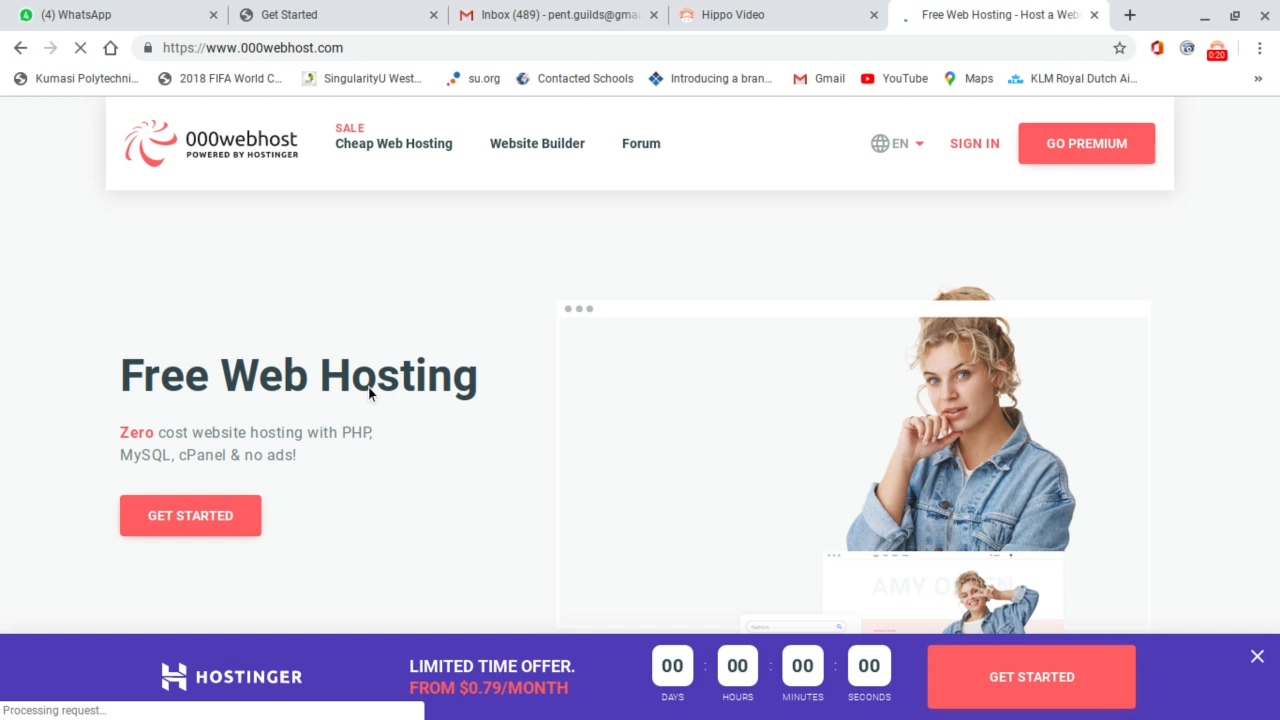 (4) WhatsApp
Get Started
Inbox (489) - pent.guilds@gma
Hippo Video
Free Web Hosting - Host a Web
https://www.000webhost.com
0:20
Kumasi Polytechni...
2018 FIFA World C...
SingularityU West...
su.org
Contacted Schools
Introducing a bran...
Gmail
YouTube
Maps
KLM Royal Dutch Ai...
»
000webhost
POWERED BY HOSTINGER
SALE
Cheap Web Hosting
Website Builder
Forum
EN
SIGN IN
GO PREMIUM
Free Web Hosting
Zero cost website hosting with PHP,
MySQL, cPanel & no ads!
GET STARTED
HOSTINGER
LIMITED TIME OFFER.
FROM $0.79/MONTH
00 : 00 : 00 : 00
DAYS HOURS MINUTES SECONDS
GET STARTED
Processing request...